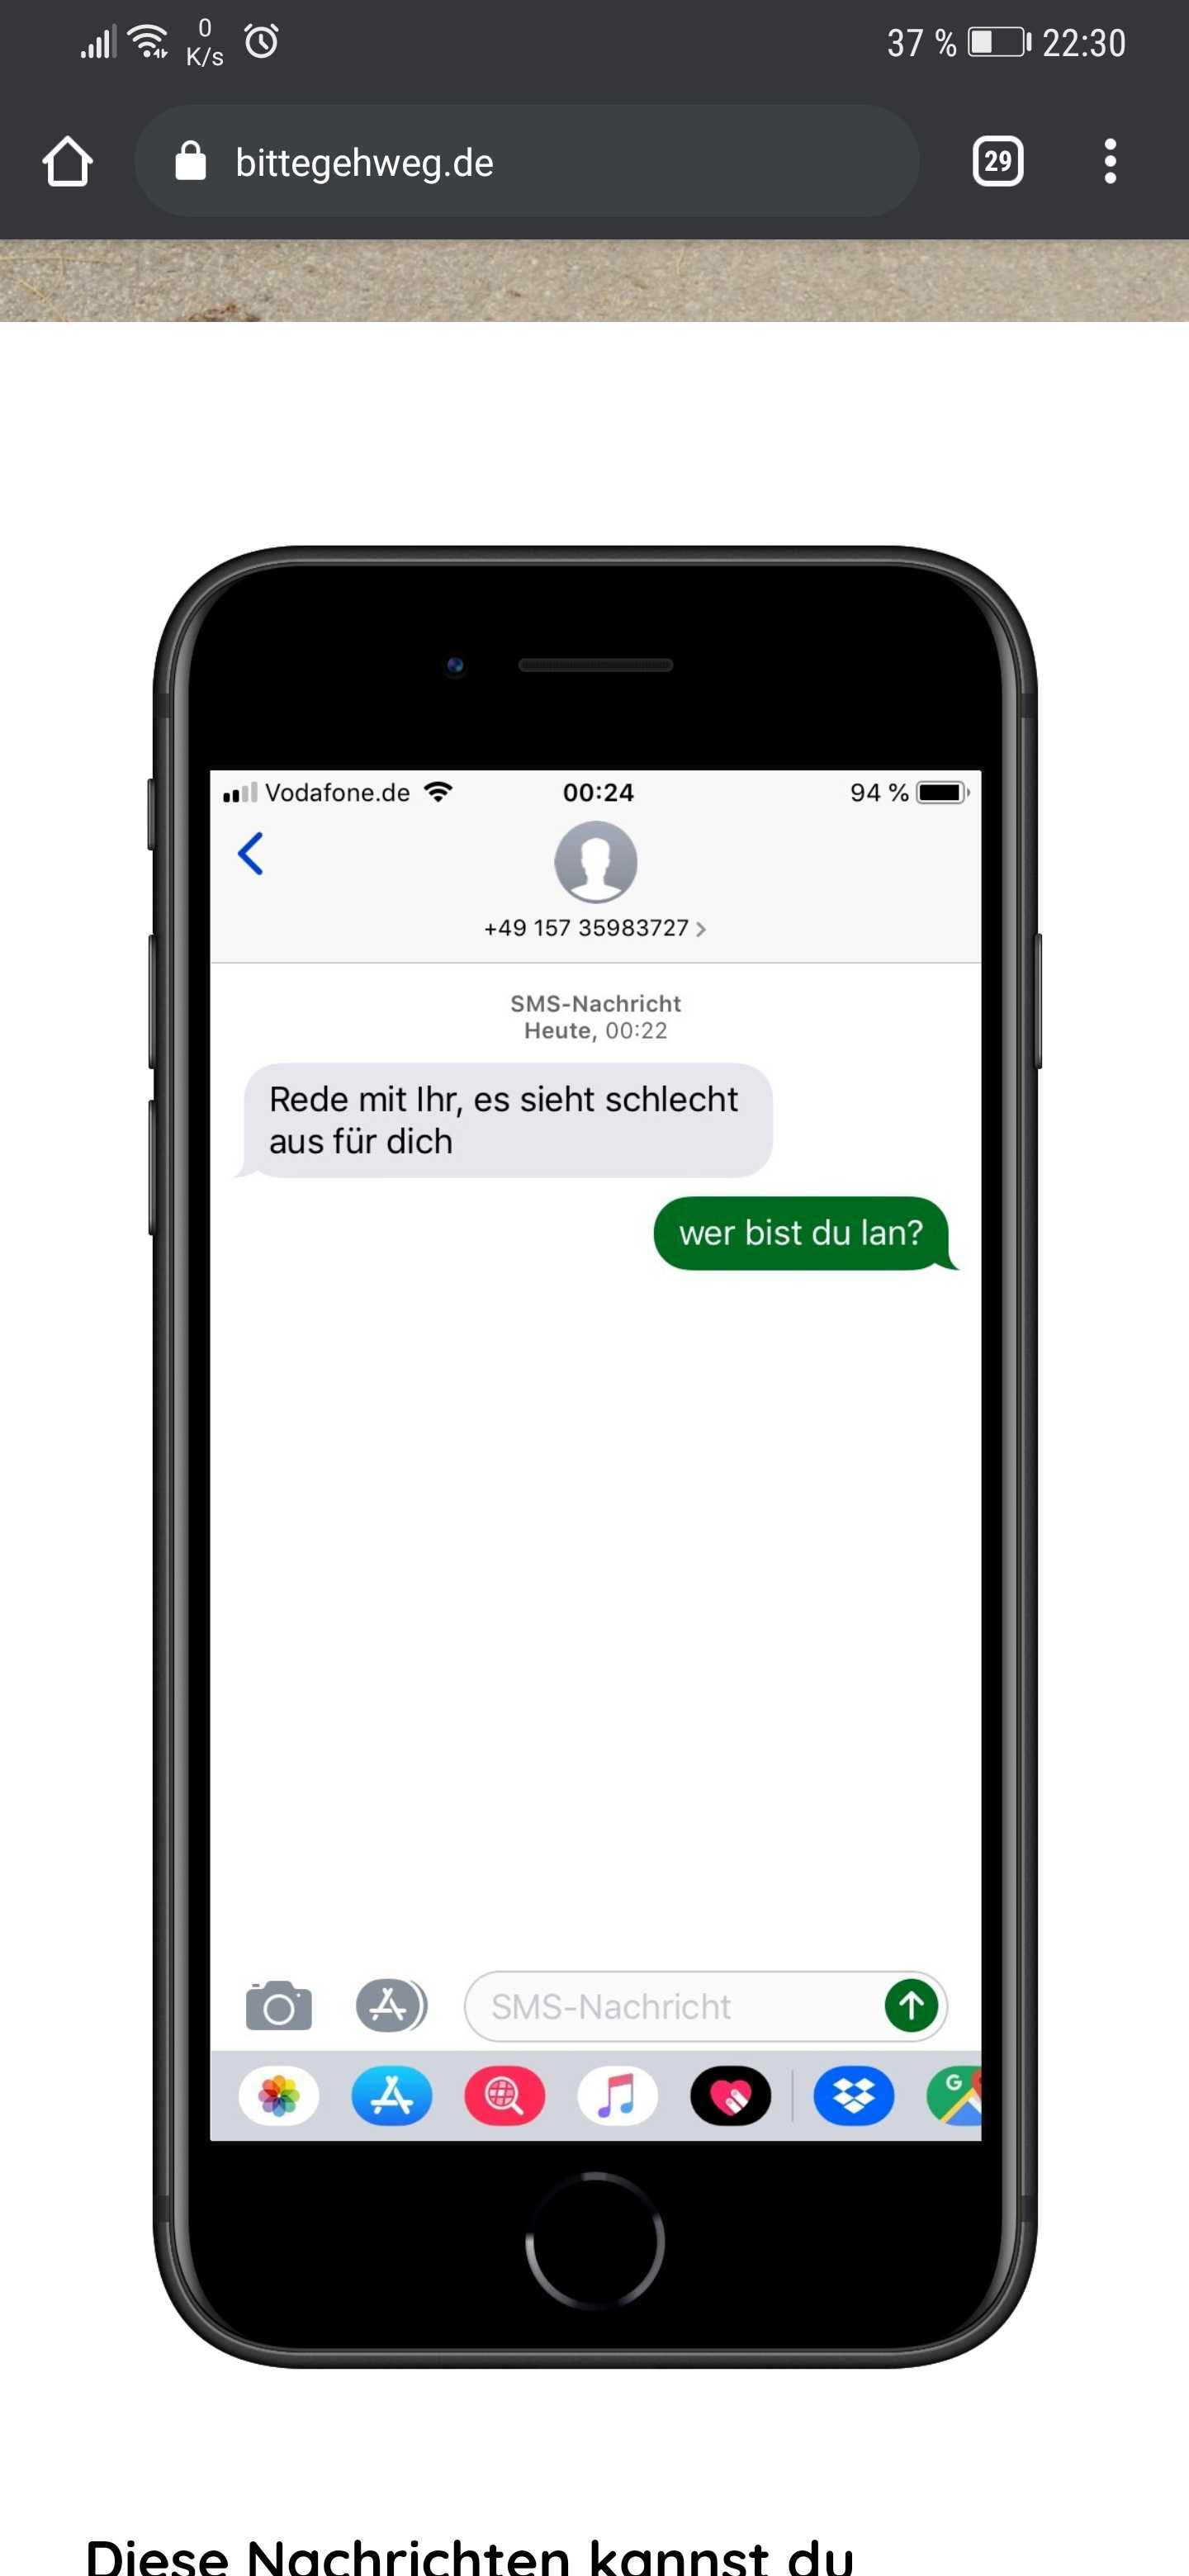 0
K/s
37 % 22:30
bittegehweg.de
29
Vodafone.de 00:24 94 %
+49 157 35983727
SMS-Nachricht
Heute, 00:22
Rede mit Ihr, es sieht schlecht
aus für dich
wer bist du lan?
SMS-Nachricht
G
Diese Nachrichten kannst du